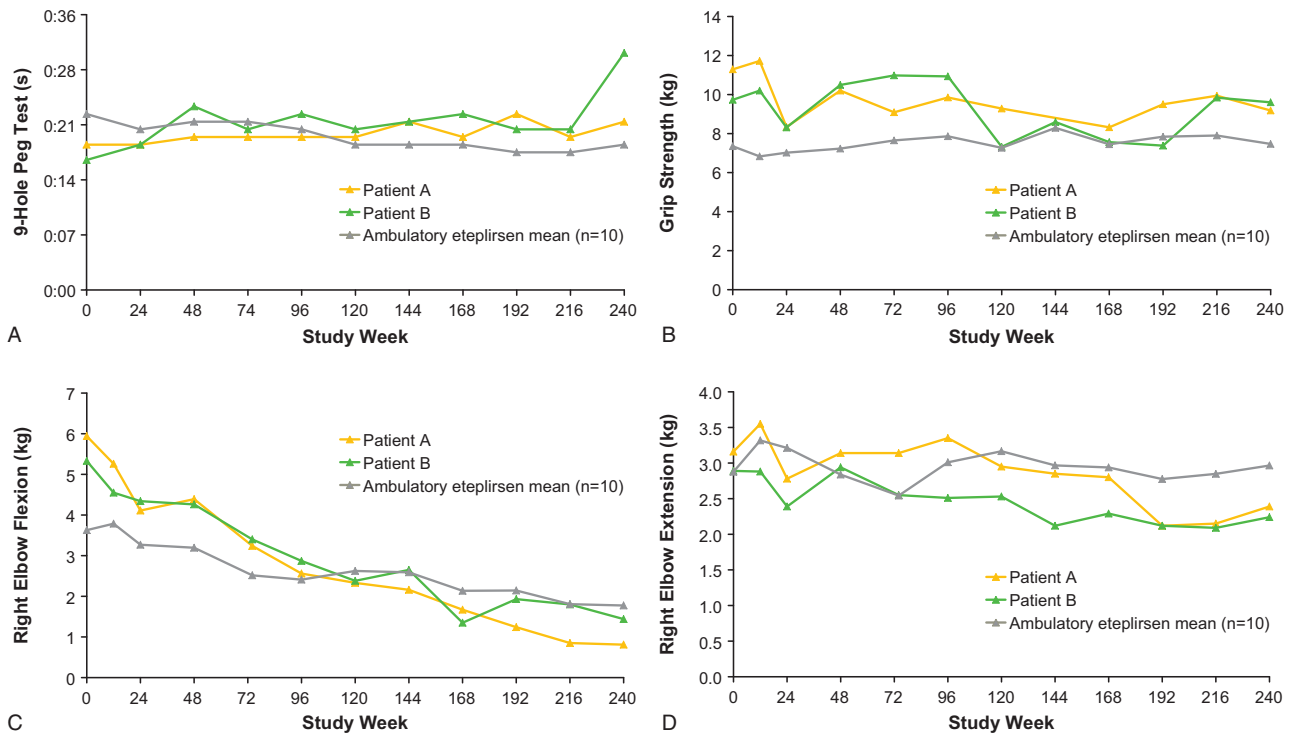 0:36
0:28
0:21
0:14
0:07
0:00
9-Hole Peg Test (s)
Patient A
Patient B
Ambulatory eteplirsen mean (n=10)
0 24 48 74 96 120 144 168 192 216 240
Study Week
A
14
12
10
8
6
4
2
0
Grip Strength (kg)
Patient A
Patient B
Ambulatory eteplirsen mean (n=10)
0 24 48 72 96 120 144 168 192 216 240
Study Week
B
7
6
5
4
3
2
1
0
Right Elbow Flexion (kg)
Patient A
Patient B
Ambulatory eteplirsen mean (n=10)
0 24 48 74 96 120 144 168 192 216 240
Study Week
C
4.0
3.5
3.0
2.5
2.0
1.5
1.0
0.5
0.0
Right Elbow Extension (kg)
Patient A
Patient B
Ambulatory eteplirsen mean (n=10)
0 24 48 72 96 120 144 168 192 216 240
Study Week
D